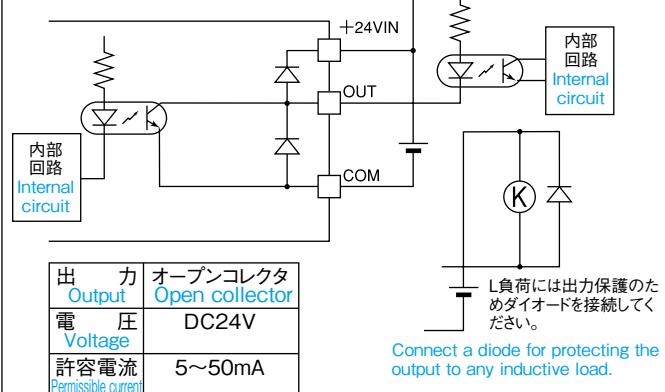 +24VIN
OUT
COM
内部
回路
Internal
circuit
内部
回路
Internal
circuit
K
L負荷には出力保護のた
めダイオードを接続してく
ださい。
Connect a diode for protecting the
output to any inductive load.
出 力 オープンコレクタ
Output Open collector
電 圧 DC24V
Voltage
許容電流 5〜50mA
Permissible current